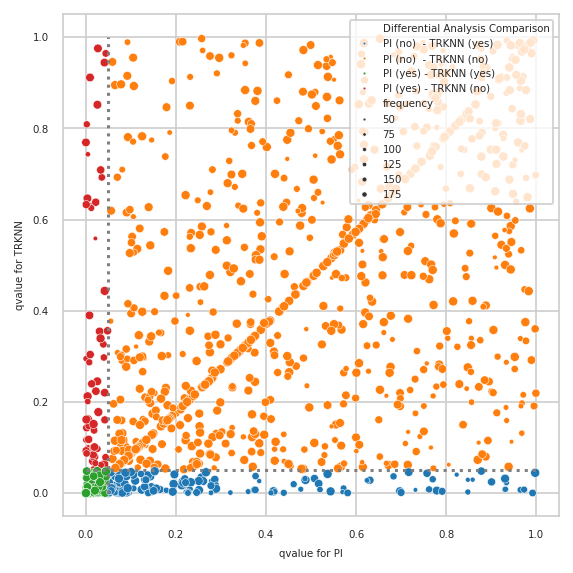 1.0
0.8
0.6
0.4
0.2
0.0
qvalue for TRKNN
Differential Analysis Comparison
PI (no) - TRKNN (yes)
PI (no)  - TRKNN (no)
PI (yes) - TRKNN (yes)
PI (yes) - TRKNN (no)
frequency
50
75
100
125
150
175
0.0 0.2 0.4 0.6 0.8 1.0
qvalue for PI